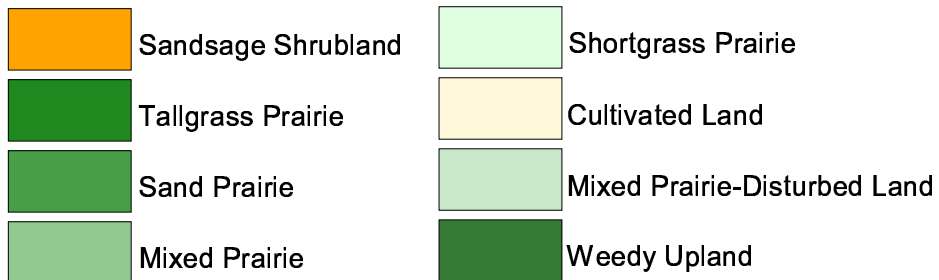 Sandsage Shrubland
Tallgrass Prairie
Sand Prairie
Mixed Prairie
Shortgrass Prairie
Cultivated Land
Mixed Prairie-Disturbed Land
Weedy Upland